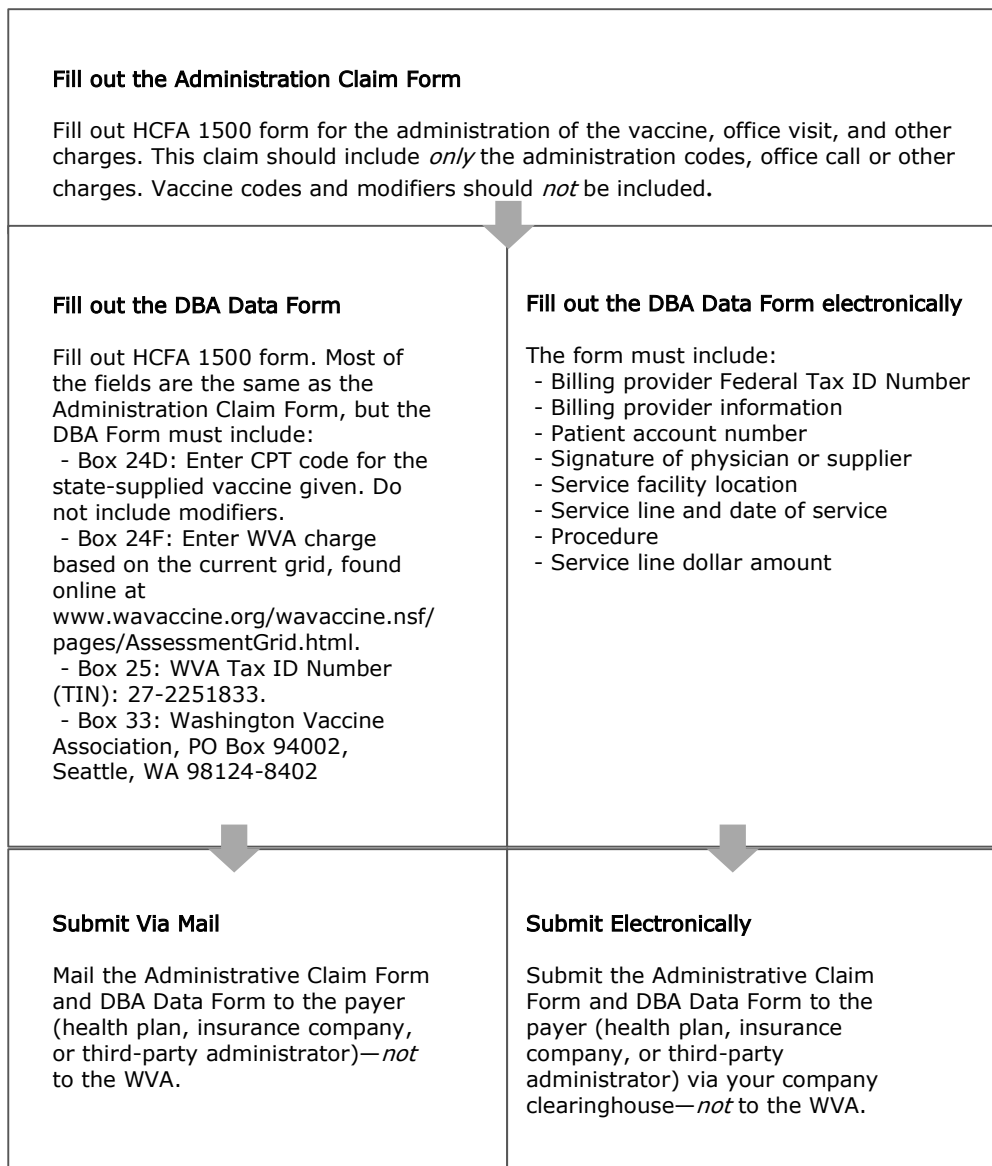 Fill out the Administration Claim Form
Fill out HCFA 1500 form for the administration of the vaccine, office visit, and other
charges. This claim should include only the administration codes, office call or other
charges. Vaccine codes and modifiers should not be included.
Fill out the DBA Data Form
Fill out HCFA 1500 form. Most of
the fields are the same as the
Administration Claim Form, but the
DBA Form must include:
- Box 24D: Enter CPT code for the
state-supplied vaccine given. Do
not include modifiers.
- Box 24F: Enter WVA charge
based on the current grid, found
online at
www.wavaccine.org/wavaccine.nsf/
pages/AssessmentGrid.html.
- Box 25: WVA Tax ID Number
(TIN): 27-2251833.
- Box 33: Washington Vaccine
Association, PO Box 94002,
Seattle, WA 98124-8402
Fill out the DBA Data Form electronically
The form must include:
- Billing provider Federal Tax ID Number
- Billing provider information
- Patient account number
- Signature of physician or supplier
- Service facility location
- Service line and date of service
- Procedure
- Service line dollar amount
Submit Via Mail
Mail the Administrative Claim Form
and DBA Data Form to the payer
(health plan, insurance company,
or third-party administrator)—not
to the WVA.
Submit Electronically
Submit the Administrative Claim
Form and DBA Data Form to the
payer (health plan, insurance
company, or third-party
administrator) via your company
clearinghouse—not to the WVA.